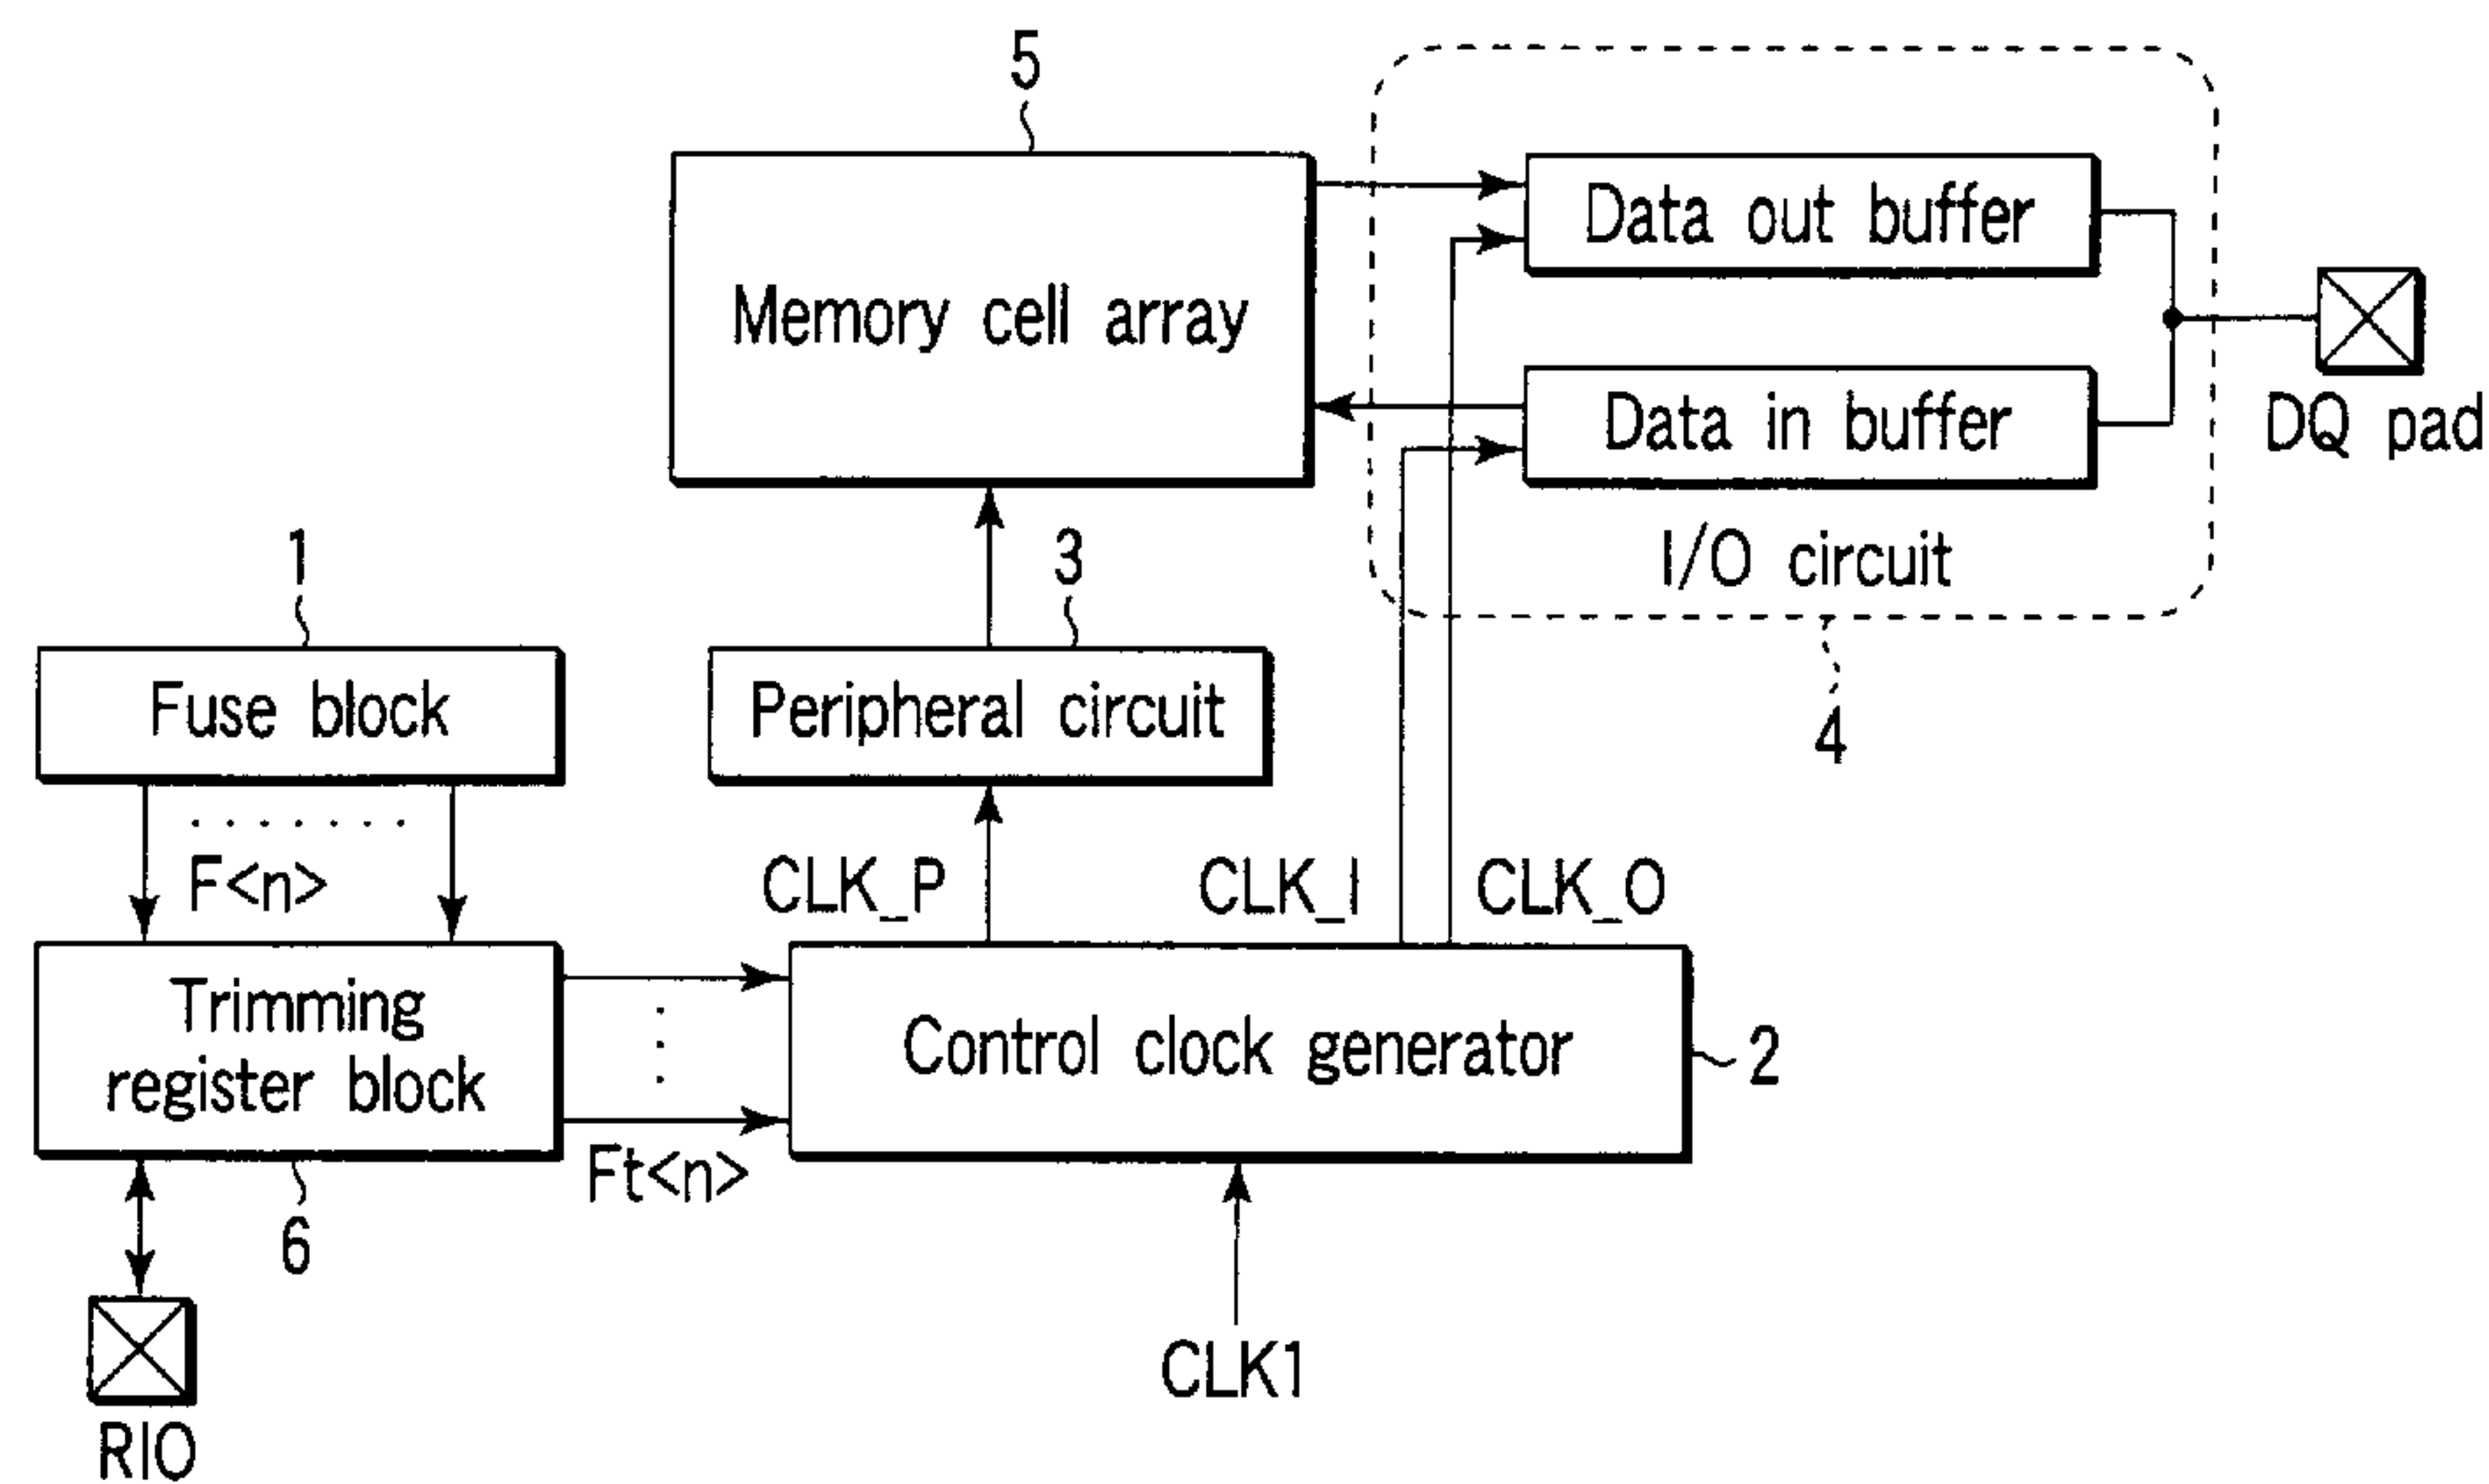 5
Data out buffer
Memory cell array
Data in buffer
DQ pad
I/O circuit
1
3
Fuse block
Peripheral circuit
4
F<n>
CLK_P
CLK_I
CLK_O
Trimming
register block
Control clock generator
2
Ft<n>
6
CLK1
RIO